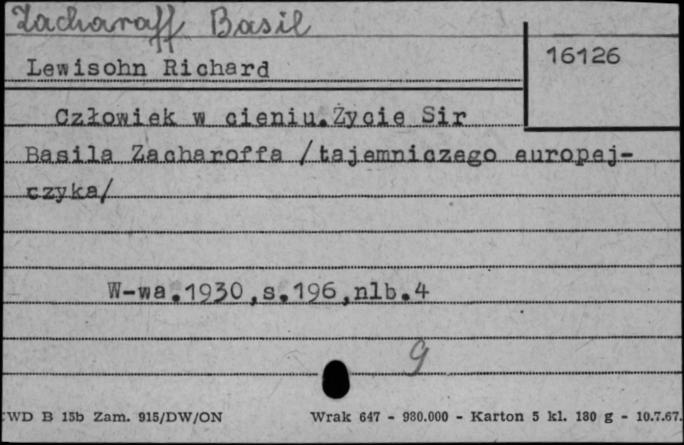 Zacharoff Basil
Lewisohn Richard
16126
Człowiek w cieniu.Życie Sir
Basila Zacharoffa /tajemniczego europej-
czyka/
W-wa.1930,s.196,nlb.4
g
WD B 15b Zam. 915/DW/ON
Wrak 647 - 980.000 - Karton 5 kl. 180 g - 10.7.67.